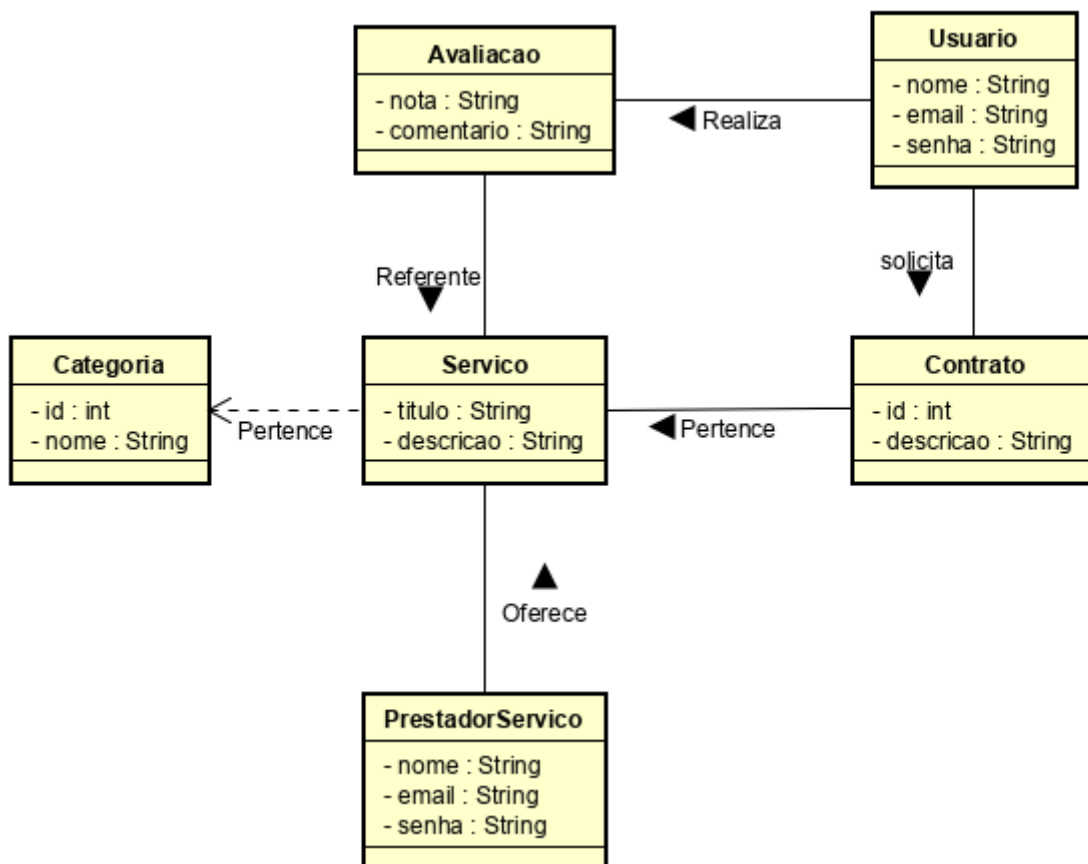 Avaliacao
- nota : String
- comentario : String
Usuario
- nome : String
- email : String
- senha : String
Realiza
Referente
solicita
Categoria
- id : int
- nome : String
Pertence
Servico
- titulo : String
- descricao : String
Pertence
Contrato
- id : int
- descricao : String
Oferece
PrestadorServico
- nome : String
- email : String
- senha : String